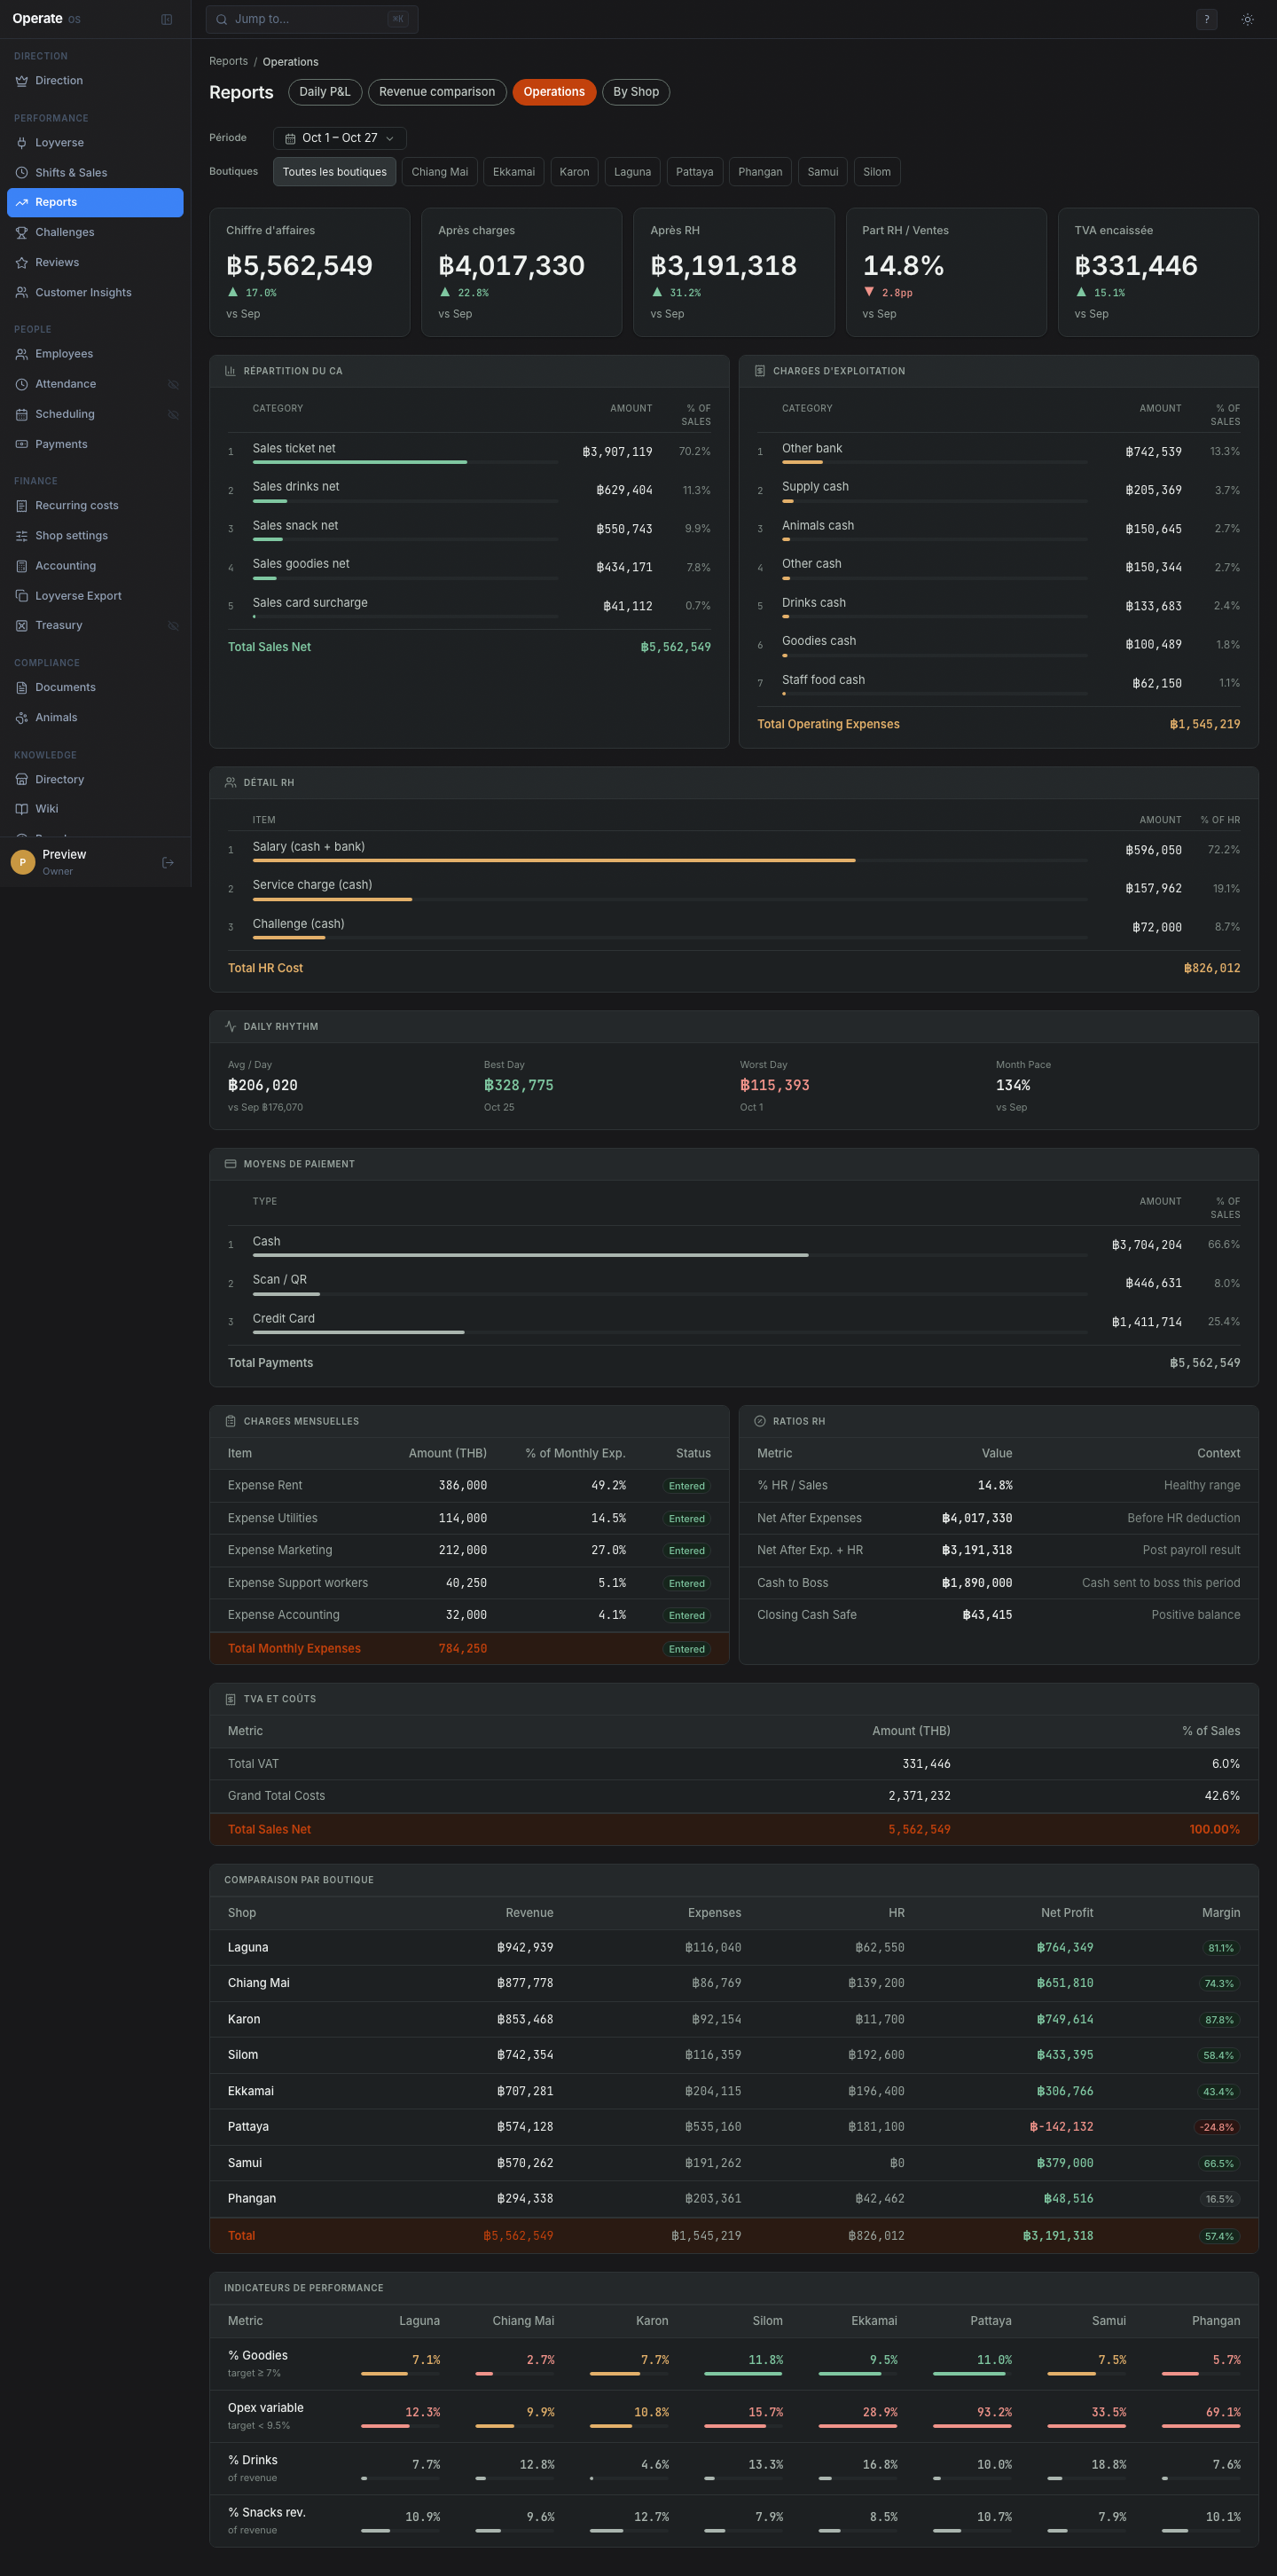 Operate OS
Jump to...
⌘K
?
DIRECTION
Direction
PERFORMANCE
Loyverse
Shifts & Sales
Reports
Challenges
Reviews
Customer Insights
PEOPLE
Employees
Attendance
Scheduling
Payments
FINANCE
Recurring costs
Shop settings
Accounting
Loyverse Export
Treasury
COMPLIANCE
Documents
Animals
KNOWLEDGE
Directory
Wiki
P
Preview
Owner
Reports / Operations
Reports Daily P&L Revenue comparison Operations By Shop
Période Oct 1 – Oct 27
Boutiques Toutes les boutiques Chiang Mai Ekkamai Karon Laguna Pattaya Phangan Samui Silom
Chiffre d'affaires
฿5,562,549
▲ 17.0%
vs Sep
Après charges
฿4,017,330
▲ 22.8%
vs Sep
Après RH
฿3,191,318
▲ 31.2%
vs Sep
Part RH / Ventes
14.8%
▼ 2.8pp
vs Sep
TVA encaissée
฿331,446
▲ 15.1%
vs Sep
RÉPARTITION DU CA
CATEGORY AMOUNT % OF SALES
1 Sales ticket net ฿3,907,119 70.2%
2 Sales drinks net ฿629,404 11.3%
3 Sales snack net ฿550,743 9.9%
4 Sales goodies net ฿434,171 7.8%
5 Sales card surcharge ฿41,112 0.7%
Total Sales Net ฿5,562,549
CHARGES D'EXPLOITATION
CATEGORY AMOUNT % OF SALES
1 Other bank ฿742,539 13.3%
2 Supply cash ฿205,369 3.7%
3 Animals cash ฿150,645 2.7%
4 Other cash ฿150,344 2.7%
5 Drinks cash ฿133,683 2.4%
6 Goodies cash ฿100,489 1.8%
7 Staff food cash ฿62,150 1.1%
Total Operating Expenses ฿1,545,219
DÉTAIL RH
ITEM AMOUNT % OF HR
1 Salary (cash + bank) ฿596,050 72.2%
2 Service charge (cash) ฿157,962 19.1%
3 Challenge (cash) ฿72,000 8.7%
Total HR Cost ฿826,012
DAILY RHYTHM
Avg / Day
฿206,020
vs Sep ฿176,070
Best Day
฿328,775
Oct 25
Worst Day
฿115,393
Oct 1
Month Pace
134%
vs Sep
MOYENS DE PAIEMENT
TYPE AMOUNT % OF SALES
1 Cash ฿3,704,204 66.6%
2 Scan / QR ฿446,631 8.0%
3 Credit Card ฿1,411,714 25.4%
Total Payments ฿5,562,549
CHARGES MENSUELLES
Item Amount (THB) % of Monthly Exp. Status
Expense Rent 386,000 49.2% Entered
Expense Utilities 114,000 14.5% Entered
Expense Marketing 212,000 27.0% Entered
Expense Support workers 40,250 5.1% Entered
Expense Accounting 32,000 4.1% Entered
Total Monthly Expenses 784,250 Entered
RATIOS RH
Metric Value Context
% HR / Sales 14.8% Healthy range
Net After Expenses ฿4,017,330 Before HR deduction
Net After Exp. + HR ฿3,191,318 Post payroll result
Cash to Boss ฿1,890,000 Cash sent to boss this period
Closing Cash Safe ฿43,415 Positive balance
TVA ET COÛTS
Metric Amount (THB) % of Sales
Total VAT 331,446 6.0%
Grand Total Costs 2,371,232 42.6%
Total Sales Net 5,562,549 100.00%
COMPARAISON PAR BOUTIQUE
Shop Revenue Expenses HR Net Profit Margin
Laguna ฿942,939 ฿116,040 ฿62,550 ฿764,349 81.1%
Chiang Mai ฿877,778 ฿86,769 ฿139,200 ฿651,810 74.3%
Karon ฿853,468 ฿92,154 ฿11,700 ฿749,614 87.8%
Silom ฿742,354 ฿116,359 ฿192,600 ฿433,395 58.4%
Ekkamai ฿707,281 ฿204,115 ฿196,400 ฿306,766 43.4%
Pattaya ฿574,128 ฿535,160 ฿181,100 ฿-142,132 -24.8%
Samui ฿570,262 ฿191,262 ฿0 ฿379,000 66.5%
Phangan ฿294,338 ฿203,361 ฿42,462 ฿48,516 16.5%
Total ฿5,562,549 ฿1,545,219 ฿826,012 ฿3,191,318 57.4%
INDICATEURS DE PERFORMANCE
Metric Laguna Chiang Mai Karon Silom Ekkamai Pattaya Samui Phangan
% Goodies 7.1% 2.7% 7.7% 11.8% 9.5% 11.0% 7.5% 5.7%
target ≥ 7%
Opex variable 12.3% 9.9% 10.8% 15.7% 28.9% 93.2% 33.5% 69.1%
target < 9.5%
% Drinks 7.7% 12.8% 4.6% 13.3% 16.8% 10.0% 18.8% 7.6%
of revenue
% Snacks rev. 10.9% 9.6% 12.7% 7.9% 8.5% 10.7% 7.9% 10.1%
of revenue